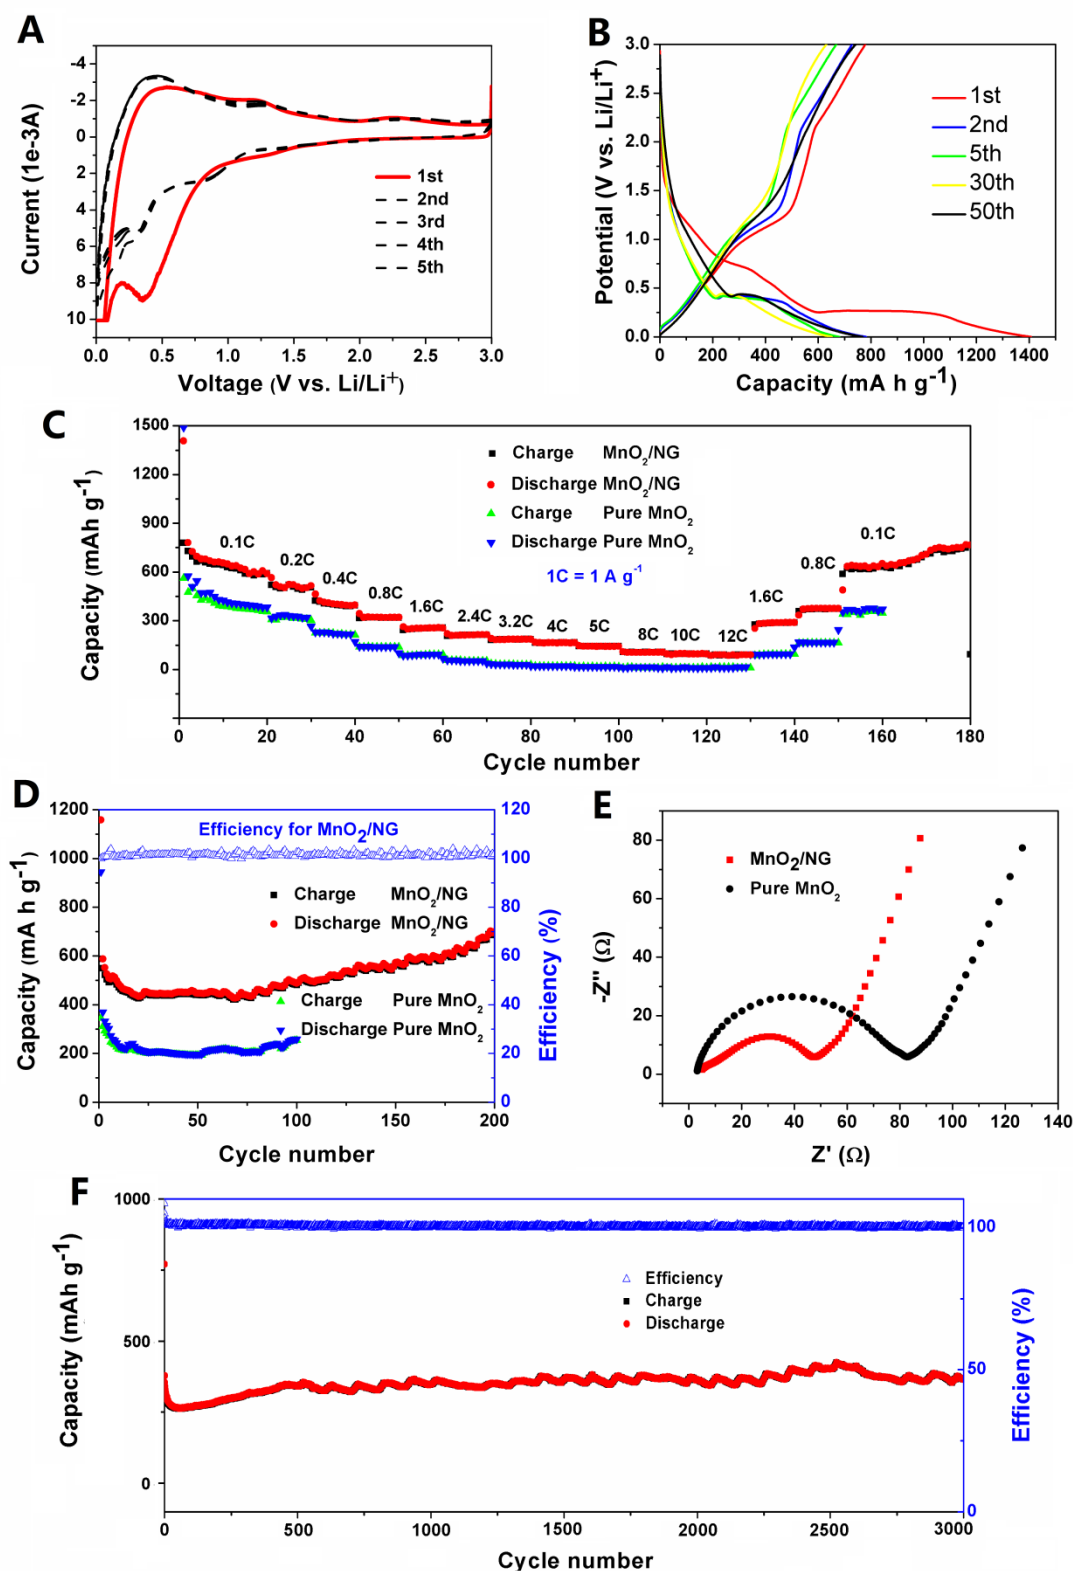 A
-4
-2
0
2
4
6
8
10
Current (1e-3A)
1st
2nd
3rd
4th
5th
0.0 0.5 1.0 1.5 2.0 2.5 3.0
Voltage (V vs. Li/Li+)
B
3.0
2.5
2.0
1.5
1.0
0.5
0.0
Potential (V vs. Li/Li+)
1st
2nd
5th
30th
50th
0 200 400 600 800 1000 1200 1400
Capacity (mA h g-1)
C
1500
1200
900
600
300
0
Capacity (mAh g-1)
Charge MnO2/NG
Discharge MnO2/NG
Charge Pure MnO2
Discharge Pure MnO2
1C = 1 A g-1
0.1C 0.2C 0.4C 0.8C 1.6C 2.4C 3.2C 4C 5C 8C 10C 12C 1.6C 0.8C 0.1C
0 20 40 60 80 100 120 140 160 180
Cycle number
D
1200
1000
800
600
400
200
0
Capacity (mA h g-1)
Efficiency for MnO2/NG
Charge MnO2/NG
Discharge MnO2/NG
Charge Pure MnO2
Discharge Pure MnO2
120
100
80
60
40
20
0
Efficiency (%)
0 50 100 150 200
Cycle number
E
80
60
40
20
0
-Z'' (Ω)
MnO2/NG
Pure MnO2
0 20 40 60 80 100 120 140
Z' (Ω)
F
1000
500
0
Capacity (mAh g-1)
Efficiency
Charge
Discharge
100
50
0
Efficiency (%)
0 500 1000 1500 2000 2500 3000
Cycle number